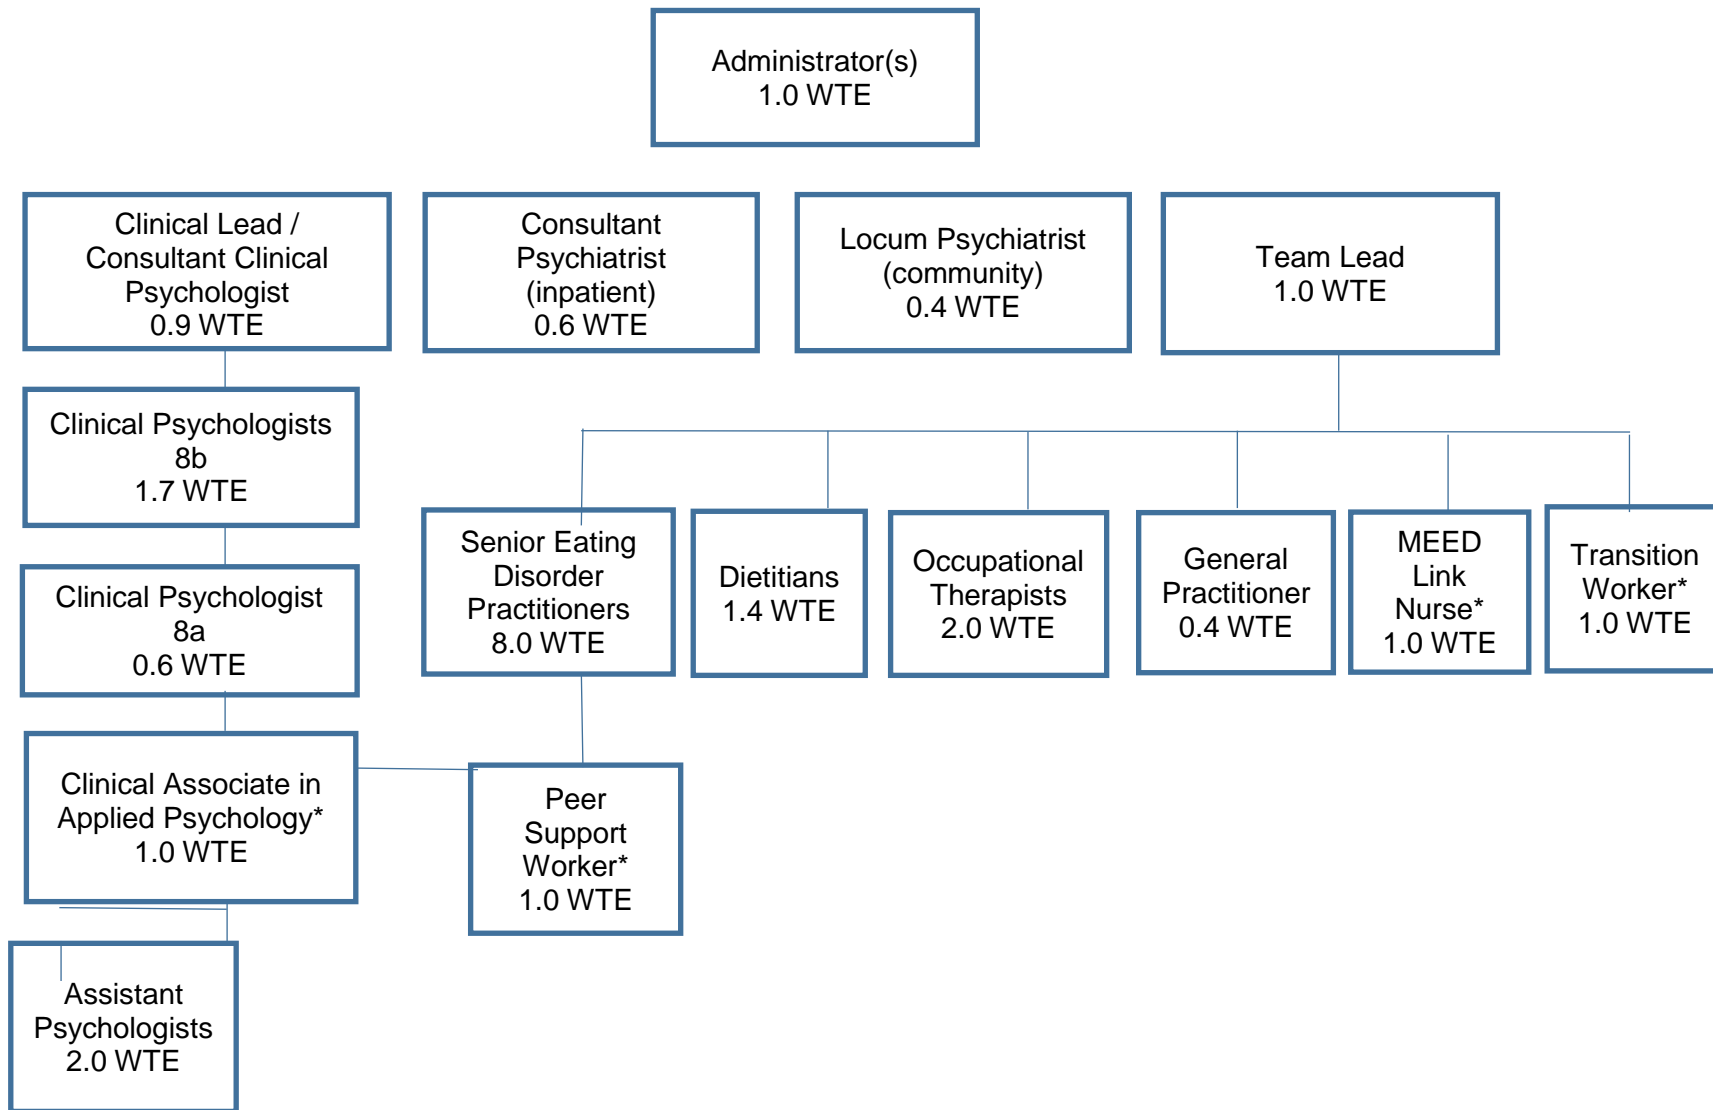 Administrator(s)
1.0 WTE
Clinical Lead /
Consultant Clinical
Psychologist
0.9 WTE
Consultant
Psychiatrist
(inpatient)
0.6 WTE
Locum Psychiatrist
(community)
0.4 WTE
Team Lead
1.0 WTE
Clinical Psychologists
8b
1.7 WTE
Clinical Psychologist
8a
0.6 WTE
Senior Eating
Disorder
Practitioners
8.0 WTE
Dietitians
1.4 WTE
Occupational
Therapists
2.0 WTE
General
Practitioner
0.4 WTE
MEED
Link
Nurse*
1.0 WTE
Transition
Worker*
1.0 WTE
Clinical Associate in
Applied Psychology*
1.0 WTE
Peer
Support
Worker*
1.0 WTE
Assistant
Psychologists
2.0 WTE